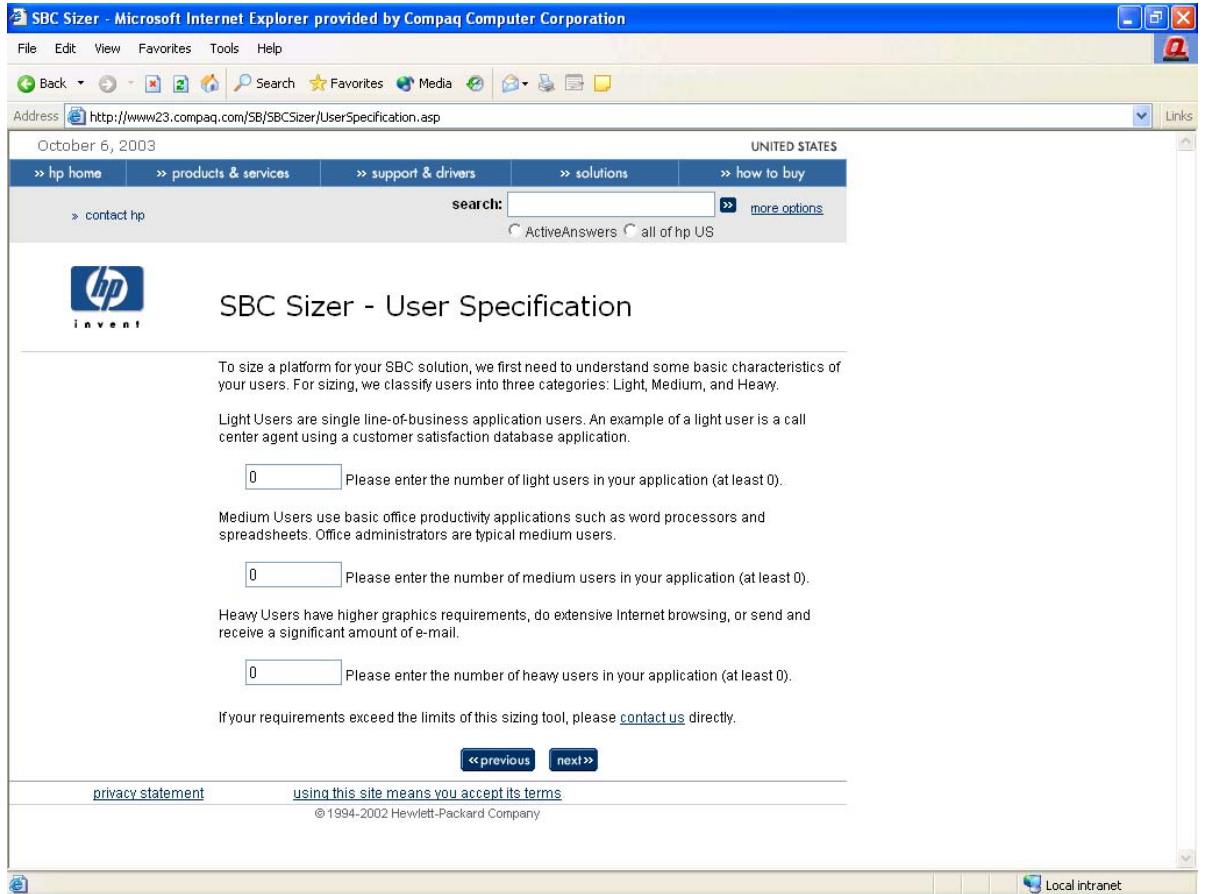 SBC Sizer - Microsoft Internet Explorer provided by Compaq Computer Corporation
File Edit View Favorites Tools Help
Back Search Favorites Media
Address http://www23.compaq.com/SB/SBCSizer/UserSpecification.asp Links
October 6, 2003 UNITED STATES
» hp home » products & services » support & drivers » solutions » how to buy
search: » more options
» contact hp
ActiveAnswers all of hp US
hp
invent
SBC Sizer - User Specification
To size a platform for your SBC solution, we first need to understand some basic characteristics of
your users. For sizing, we classify users into three categories: Light, Medium, and Heavy.
Light Users are single line-of-business application users. An example of a light user is a call
center agent using a customer satisfaction database application.
0 Please enter the number of light users in your application (at least 0).
Medium Users use basic office productivity applications such as word processors and
spreadsheets. Office administrators are typical medium users.
0 Please enter the number of medium users in your application (at least 0).
Heavy Users have higher graphics requirements, do extensive Internet browsing, or send and
receive a significant amount of e-mail.
0 Please enter the number of heavy users in your application (at least 0).
If your requirements exceed the limits of this sizing tool, please contact us directly.
«previous next»
privacy statement using this site means you accept its terms
© 1994-2002 Hewlett-Packard Company
Local intranet